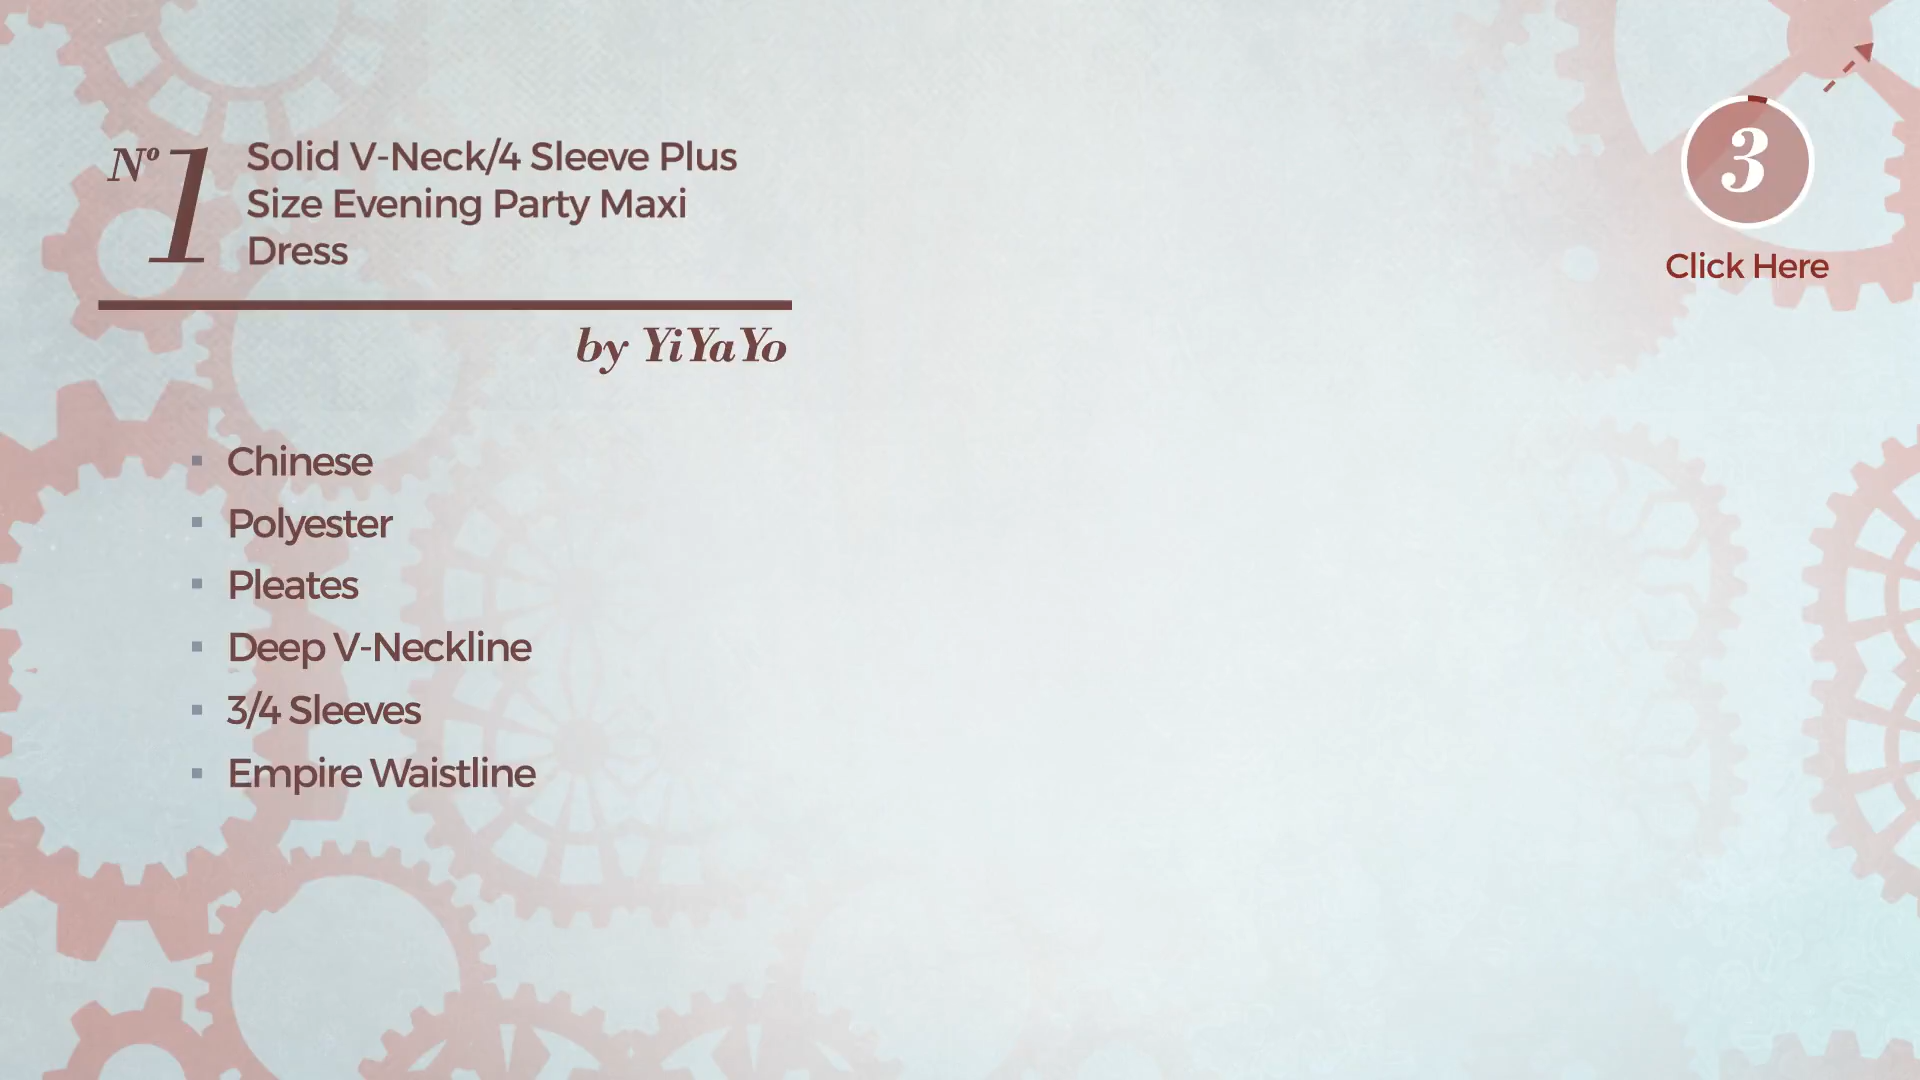 Nº 1
Solid V-Neck/4 Sleeve Plus
Size Evening Party Maxi
Dress
by YiYaYo
3
Click Here
▪ Chinese
▪ Polyester
▪ Pleates
▪ Deep V-Neckline
▪ 3/4 Sleeves
▪ Empire Waistline